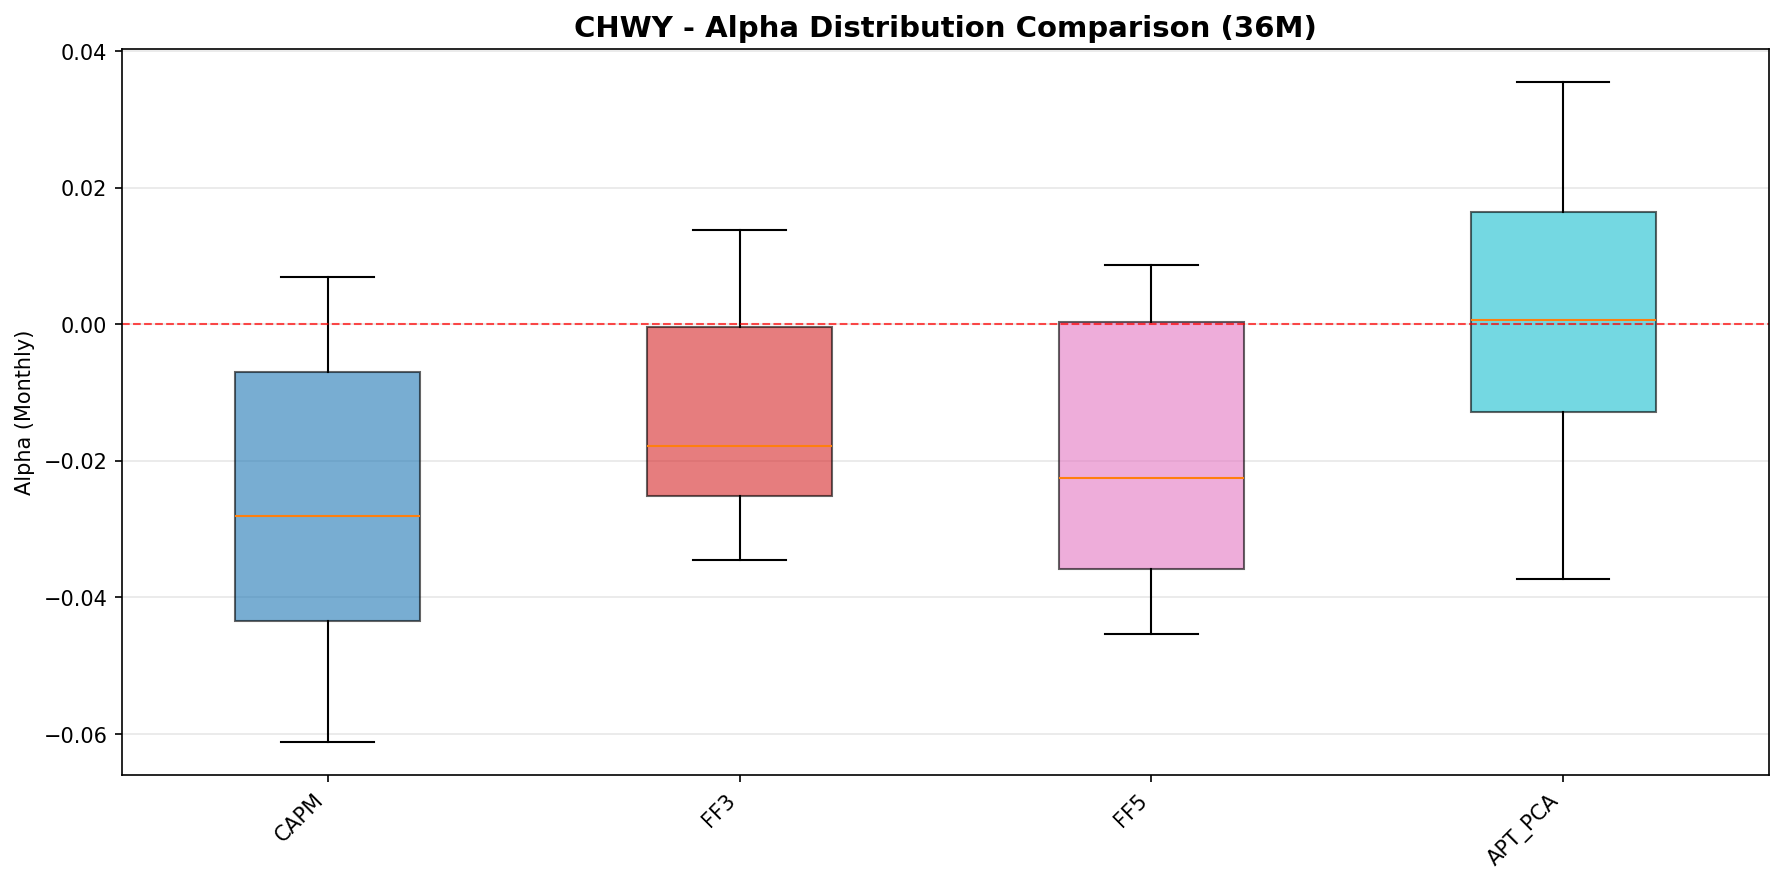 CHWY - Alpha Distribution Comparison (36M)
Alpha (Monthly)
0.04
0.02
0.00
−0.02
−0.04
−0.06
CAPM
FF3
FF5
APT_PCA